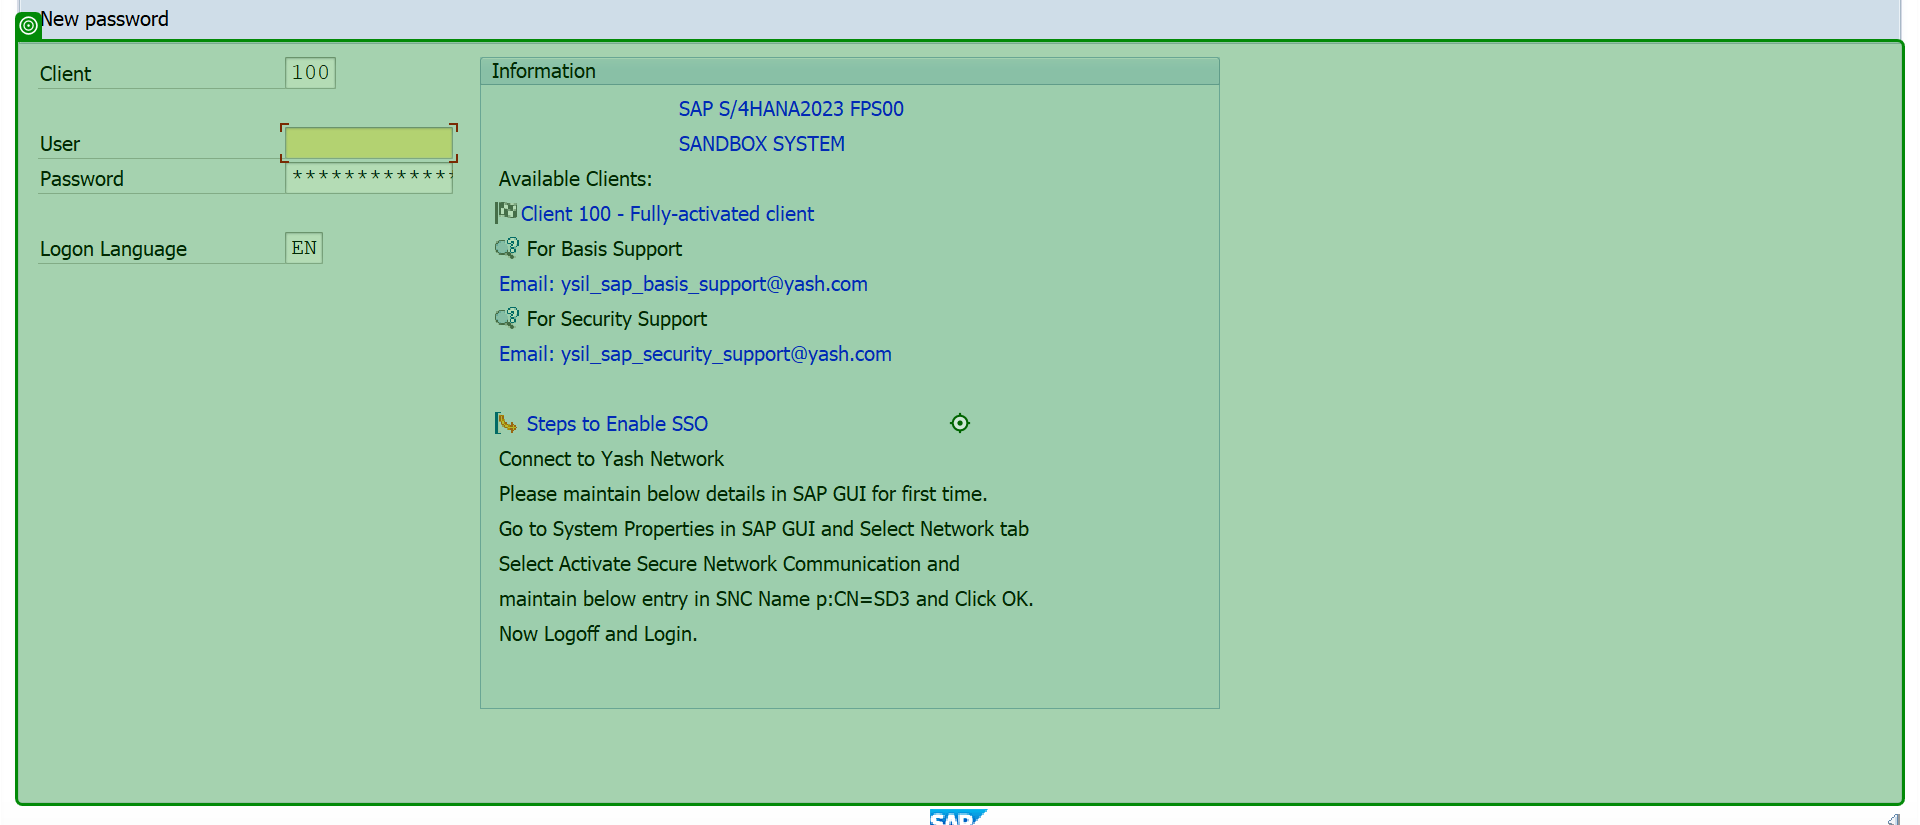 New password
Client 100
User
Password *************
Logon Language EN
Information
SAP S/4HANA2023 FPS00
SANDBOX SYSTEM
Available Clients:
Client 100 - Fully-activated client
For Basis Support
Email: ysil_sap_basis_support@yash.com
For Security Support
Email: ysil_sap_security_support@yash.com
Steps to Enable SSO
Connect to Yash Network
Please maintain below details in SAP GUI for first time.
Go to System Properties in SAP GUI and Select Network tab
Select Activate Secure Network Communication and
maintain below entry in SNC Name p:CN=SD3 and Click OK.
Now Logoff and Login.
SAP